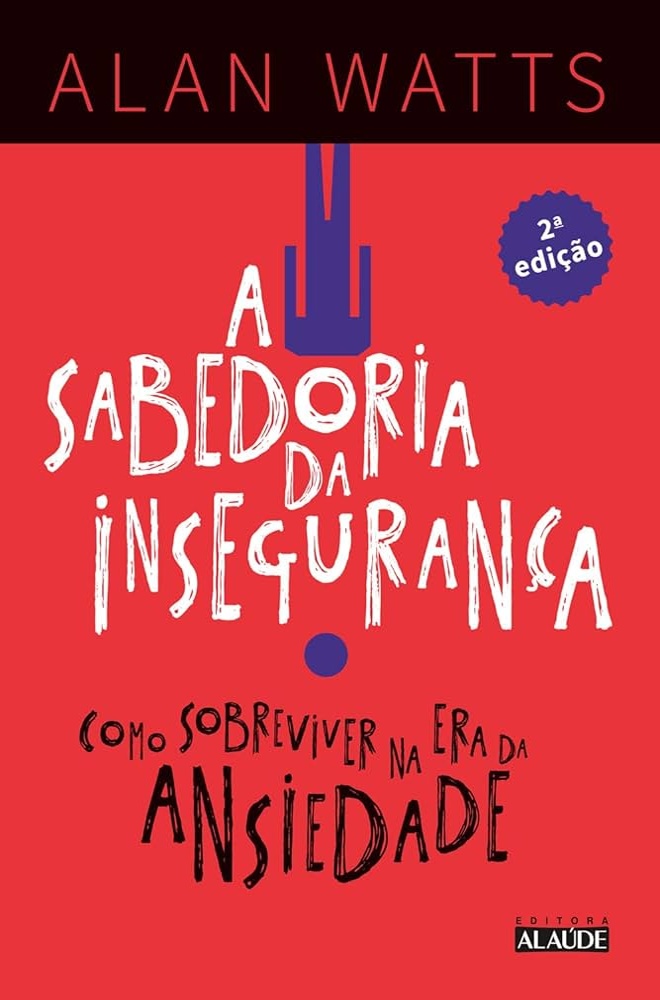 ALAN WATTS
2ª
edição
A
SABEDORIA
DA
INSEGURANÇA
COMO SOBREVIVER NA ERA DA
ANSIEDADE
EDITORA
ALAÚDE